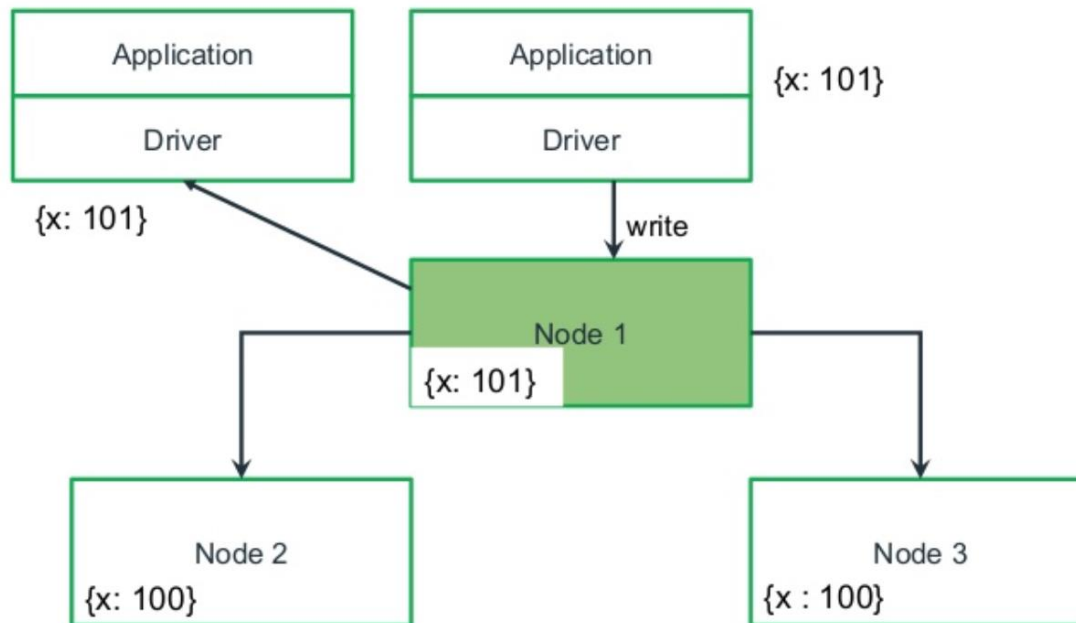 Application
Application
{x: 101}
Driver
Driver
{x: 101}
write
Node 1
{x: 101}
Node 2
Node 3
{x: 100}
{x : 100}